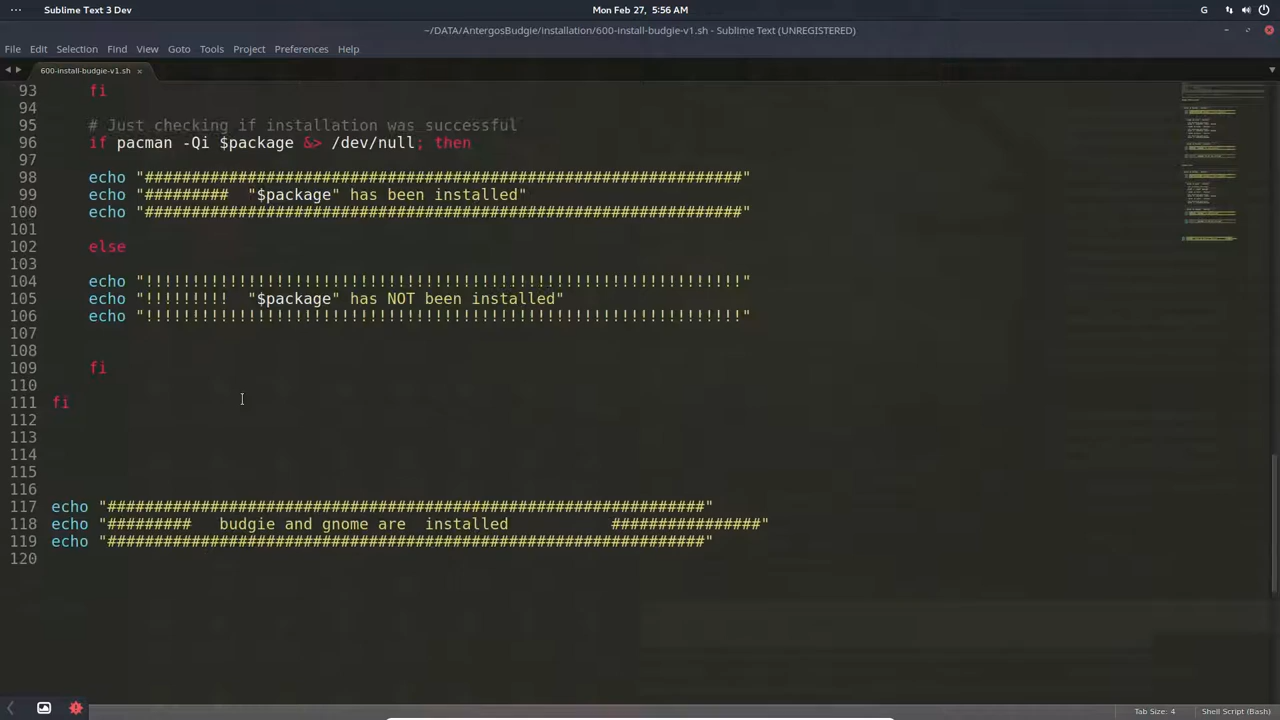 Sublime Text 3 Dev
Mon Feb 27, 5:56 AM
G
~/DATA/AntergosBudgie/installation/600-install-budgie-v1.sh - Sublime Text (UNREGISTERED)
File Edit Selection Find View Goto Tools Project Preferences Help
600-install-budgie-v1.sh
93 fi
94
95 # Just checking if installation was successful
96 if pacman -Qi $package &> /dev/null; then
97
98 echo "################################################################"
99 echo "#########  "$package" has been installed"
100 echo "################################################################"
101
102 else
103
104 echo "!!!!!!!!!!!!!!!!!!!!!!!!!!!!!!!!!!!!!!!!!!!!!!!!!!!!!!!!!!!!!!!!"
105 echo "!!!!!!!!!  "$package" has NOT been installed"
106 echo "!!!!!!!!!!!!!!!!!!!!!!!!!!!!!!!!!!!!!!!!!!!!!!!!!!!!!!!!!!!!!!!!"
107
108
109 fi
110
111 fi
112
113
114
115
116
117 echo "################################################################"
118 echo "#########   budgie and gnome are  installed           ################"
119 echo "################################################################"
120
Tab Size: 4
Shell Script (Bash)